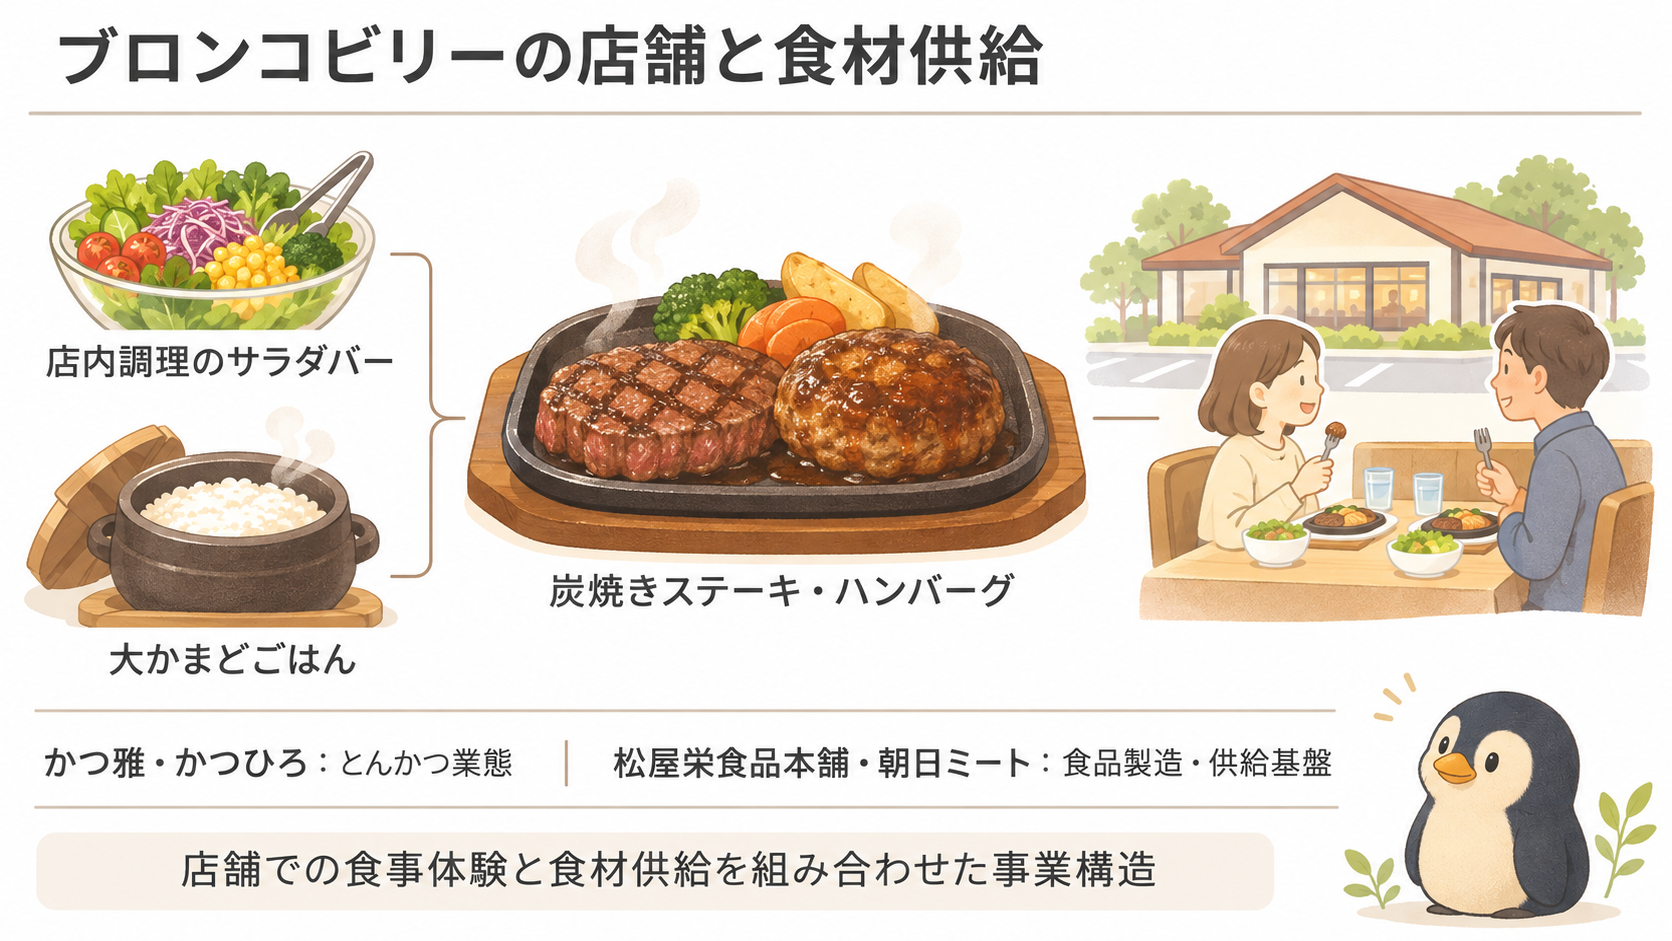 ブロンコビリーの店舗と食材供給
店内調理のサラダバー
大かまどごはん
炭焼きステーキ・ハンバーグ
かつ雅・かつひろ：とんかつ業態
松屋栄食品本舗・朝日ミート：食品製造・供給基盤
店舗での食事体験と食材供給を組み合わせた事業構造